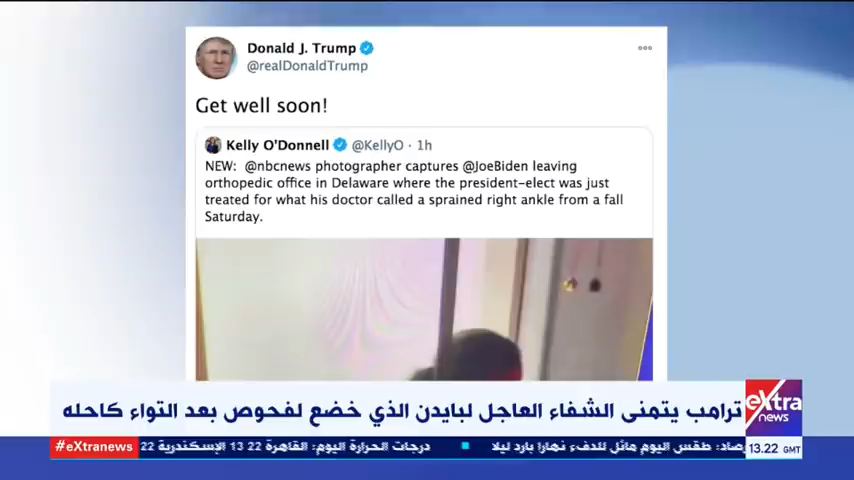 Donald J. Trump
@realDonaldTrump
Get well soon!
Kelly O'Donnell @KellyO · 1h
NEW: @nbcnews photographer captures @JoeBiden leaving
orthopedic office in Delaware where the president-elect was just
treated for what his doctor called a sprained right ankle from a fall
Saturday.
ترامب يتمنى الشفاء العاجل لبايدن الذي خضع لفحوص بعد التواء كاحله
eXtra
news
#eXtranews
صاد: طقس اليوم مائل للدفء نهارا بارد ليلا ■ درجات الحرارة اليوم: القاهرة 22 13 الإسكندرية 22
13.22 GMT